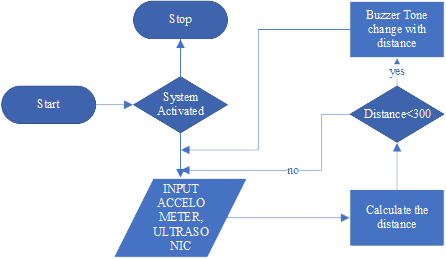 Stop
Buzzer Tone
change with
distance
yes
Start
System
Activated
Distance<300
no
INPUT
ACCELO
METER,
ULTRASO
NIC
Calculate the
distance